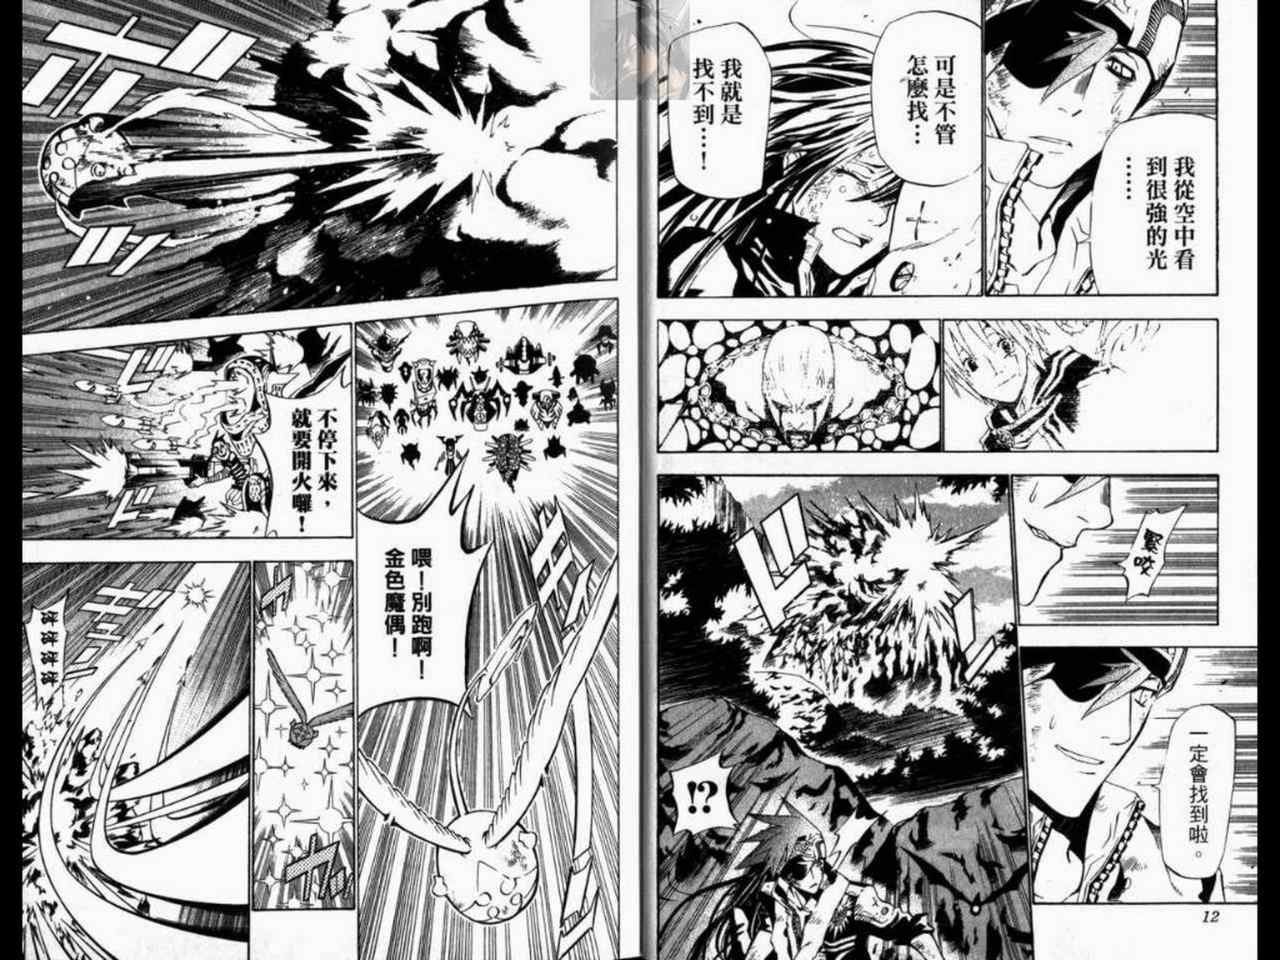 我從空中看
到很強的光
……
可是不管
怎麼找…
我就是
找不到…！
緊咬
一定會找到啦。
!?
12
喂！別跑啊！
金色魔偶！
不停下來，
就要開火囉！